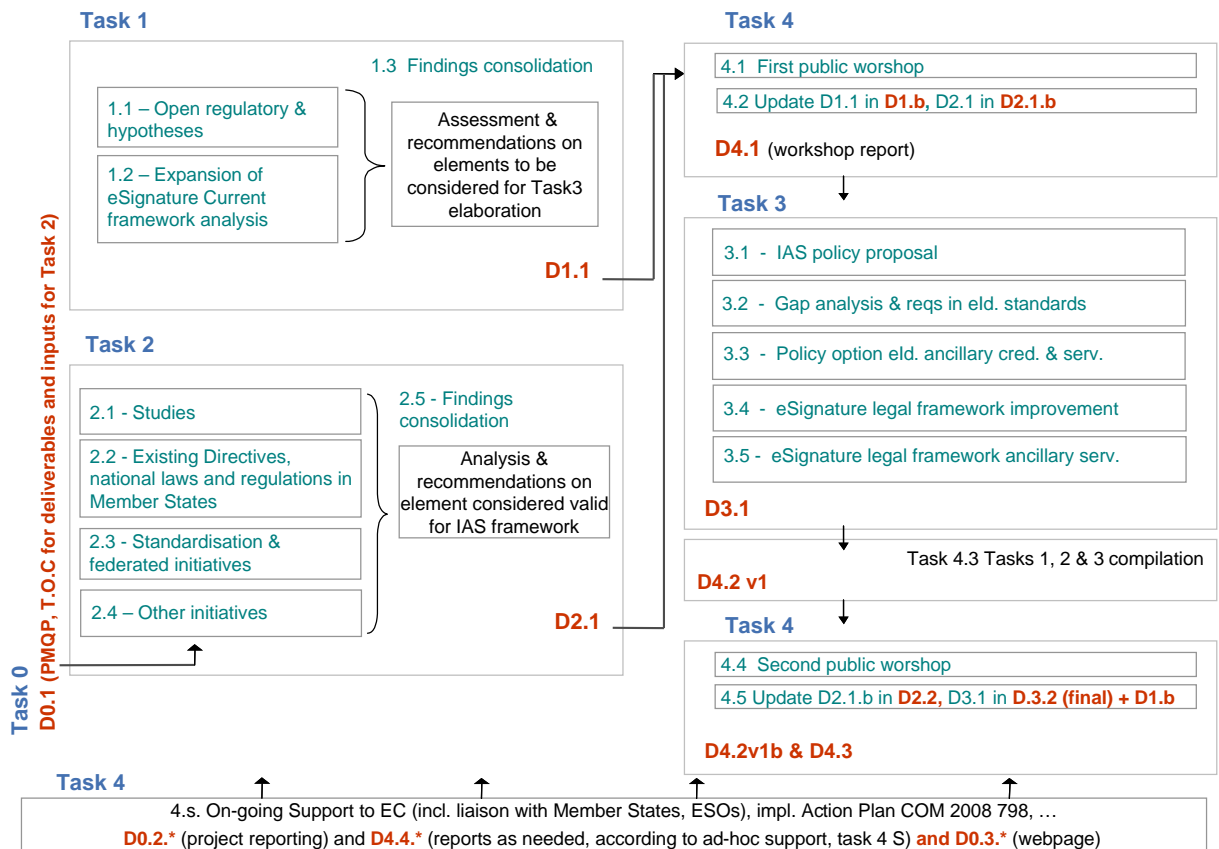 Task 1
1.3 Findings consolidation
1.1 – Open regulatory &
hypotheses
1.2 – Expansion of
eSignature Current
framework analysis
Assessment &
recommendations on
elements to be
considered for Task3
elaboration
D1.1
Task 2
2.1 - Studies
2.2 - Existing Directives,
national laws and regulations in
Member States
2.3 - Standardisation &
federated initiatives
2.4 – Other initiatives
2.5 - Findings
consolidation
Analysis &
recommendations on
element considered valid
for IAS framework
D2.1
Task 0
D0.1 (PMQP, T.O.C for deliverables and inputs for Task 2)
Task 4
4.1 First public worshop
4.2 Update D1.1 in D1.b, D2.1 in D2.1.b
D4.1 (workshop report)
Task 3
3.1 - IAS policy proposal
3.2 - Gap analysis & reqs in eId. standards
3.3 - Policy option eId. ancillary cred. & serv.
3.4 - eSignature legal framework improvement
3.5 - eSignature legal framework ancillary serv.
D3.1
Task 4.3 Tasks 1, 2 & 3 compilation
D4.2 v1
Task 4
4.4 Second public worshop
4.5 Update D2.1.b in D2.2, D3.1 in D.3.2 (final) + D1.b
D4.2v1b & D4.3
Task 4
4.s. On-going Support to EC (incl. liaison with Member States, ESOs), impl. Action Plan COM 2008 798, …
D0.2.* (project reporting) and D4.4.* (reports as needed, according to ad-hoc support, task 4 S) and D0.3.* (webpage)